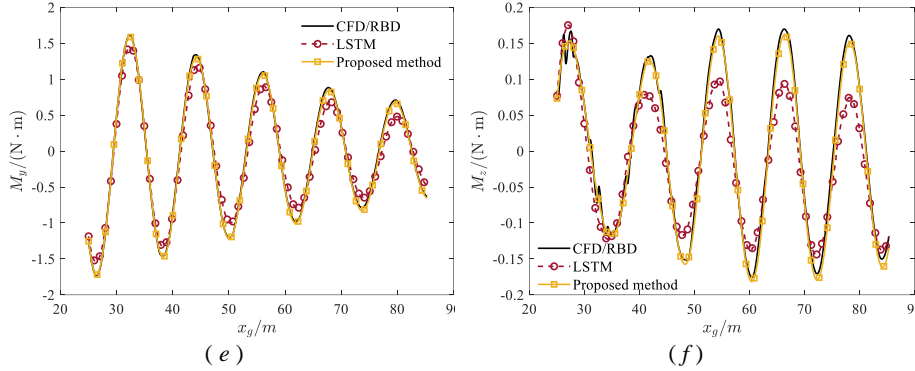 2
1.5
1
0.5
0
-0.5
-1
-1.5
-2
M_y/(N · m)
20 30 40 50 60 70 80 90
x_g/m
CFD/RBD
LSTM
Proposed method
(e)
0.2
0.15
0.1
0.05
0
-0.05
-0.1
-0.15
-0.2
M_z/(N · m)
20 30 40 50 60 70 80 90
x_g/m
CFD/RBD
LSTM
Proposed method
(f)